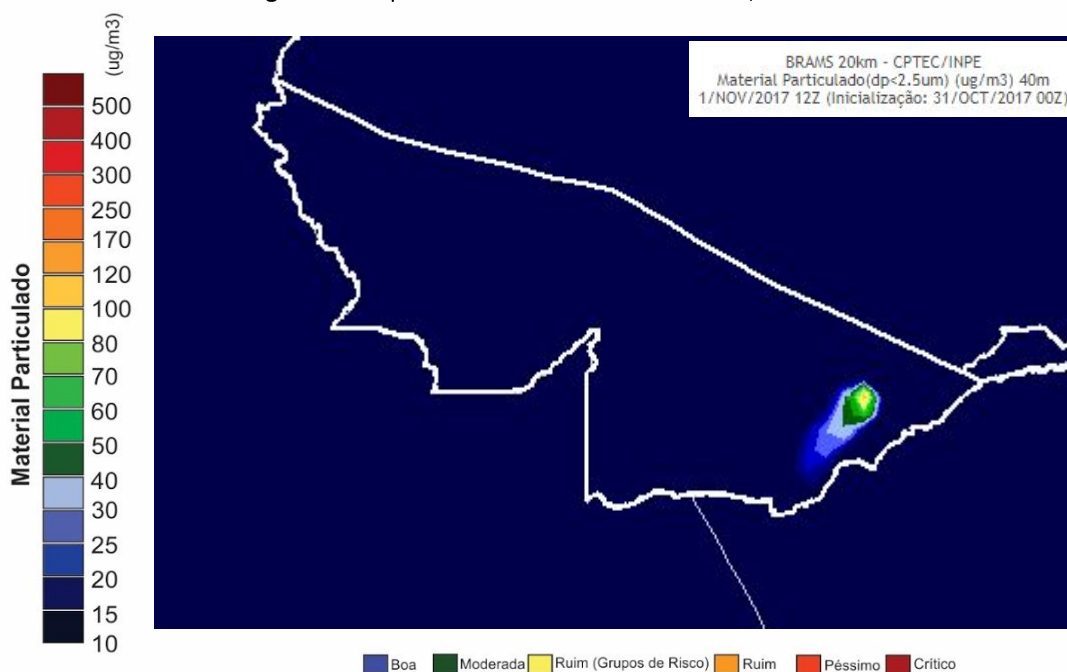 (ug/m3)
BRAMS 20km - CPTEC/INPE
Material Particulado(dp<2.5um) (ug/m3) 40m
1/NOV/2017 12Z (Inicialização: 31/OCT/2017 00Z)
Material Particulado
500
400
300
250
170
120
100
80
70
60
50
40
30
25
20
15
10
Boa
Moderada
Ruim (Grupos de Risco)
Ruim
Péssimo
Crítico